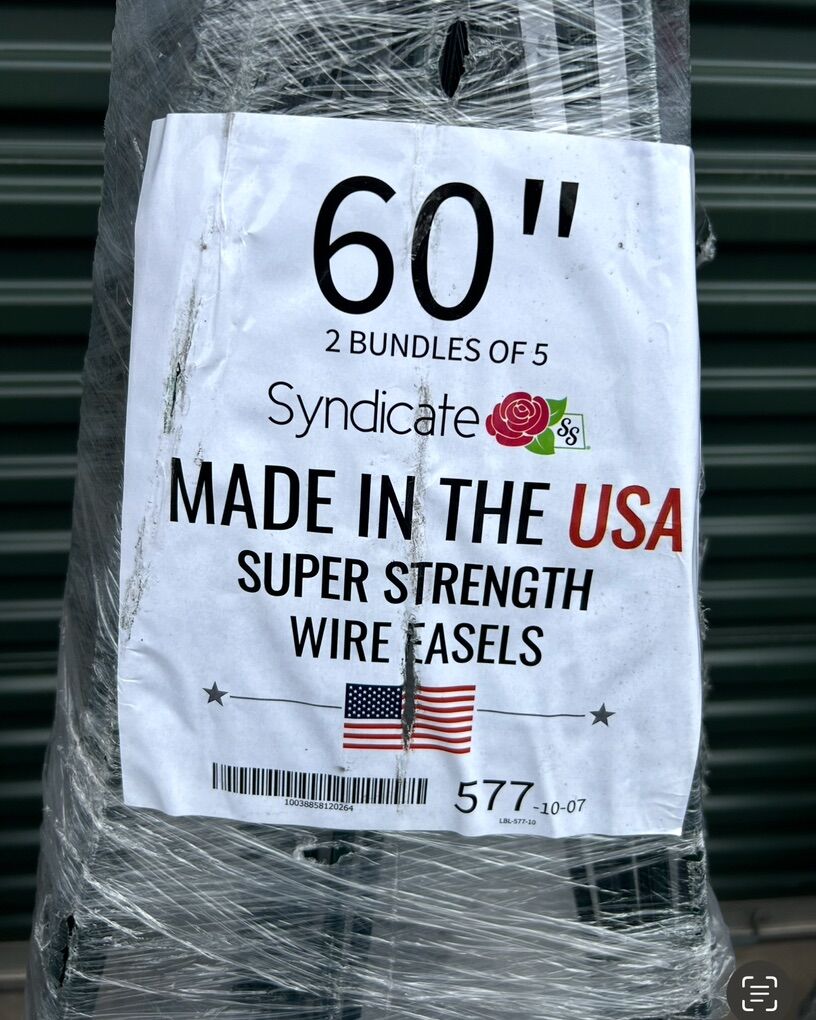 60"
2 BUNDLES OF 5
Syndicate SS
MADE IN THE USA
SUPER STRENGTH
WIRE EASELS
10038858120264
577-10-07
LBL-577-10